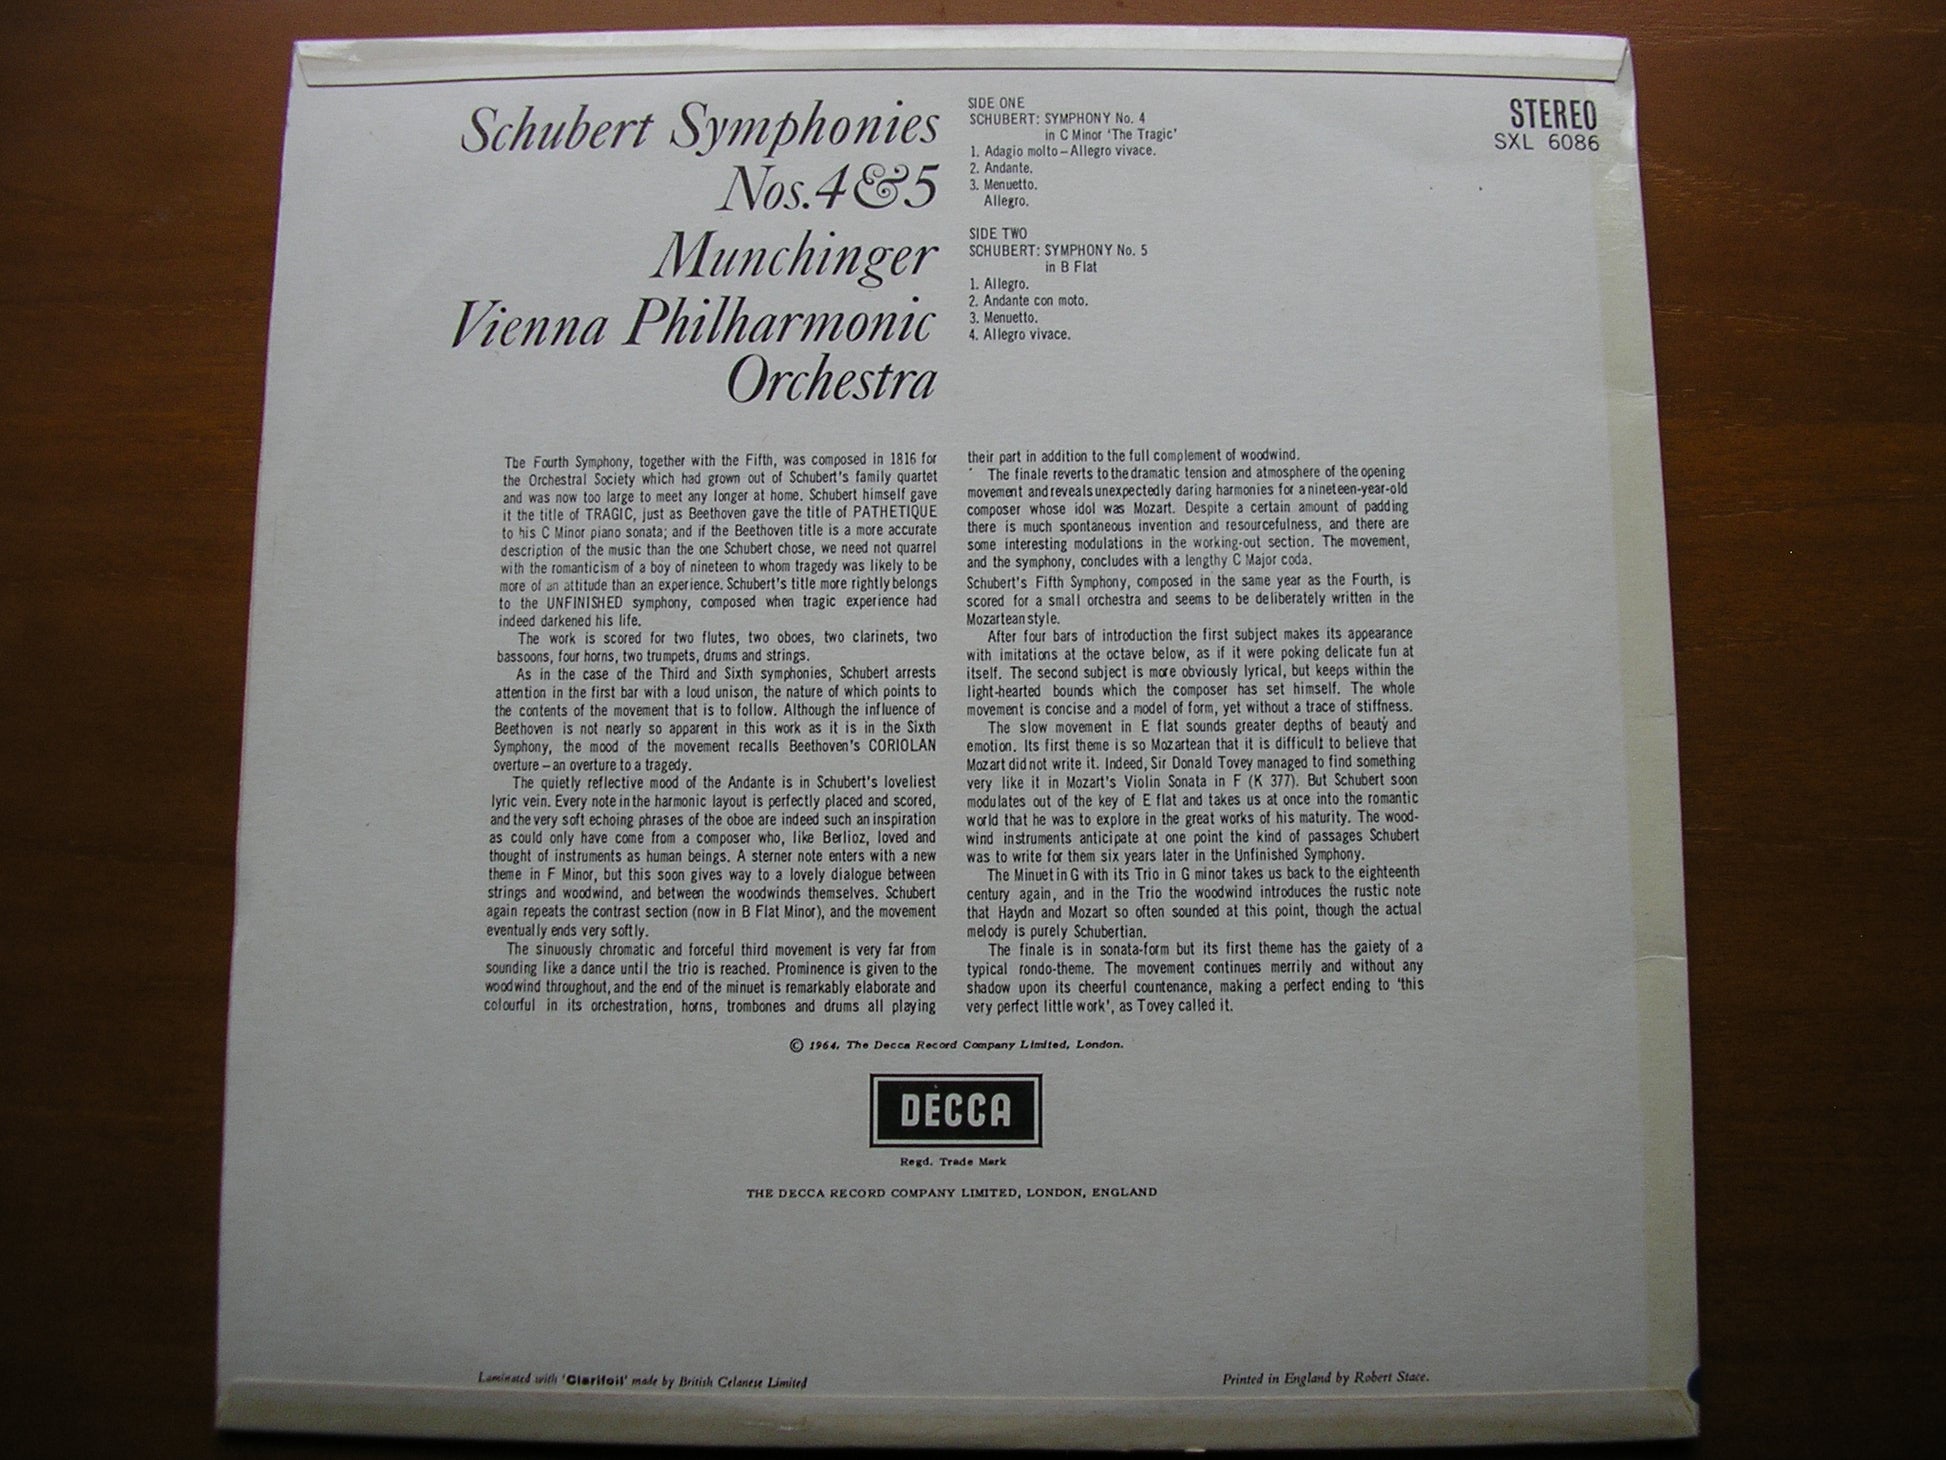 Schubert Symphonies
Nos. 4 & 5
Munchinger
Vienna Philharmonic
Orchestra
SIDE ONE
SCHUBERT: SYMPHONY No. 4
in C Minor 'The Tragic'
1. Adagio molto – Allegro vivace.
2. Andante.
3. Menuetto.
Allegro.
SIDE TWO
SCHUBERT: SYMPHONY No. 5
in B Flat
1. Allegro.
2. Andante con moto.
3. Menuetto.
4. Allegro vivace.
STEREO
SXL 6086
The Fourth Symphony, together with the Fifth, was composed in 1816 for
the Orchestral Society which had grown out of Schubert's family quartet
and was now too large to meet any longer at home. Schubert himself gave
it the title of TRAGIC, just as Beethoven gave the title of PATHETIQUE
to his C Minor piano sonata; and if the Beethoven title is a more accurate
description of the music than the one Schubert chose, we need not quarrel
with the romanticism of a boy of nineteen to whom tragedy was likely to be
more of an attitude than an experience. Schubert's title more rightly belongs
to the UNFINISHED symphony, composed when tragic experience had
indeed darkened his life.
The work is scored for two flutes, two oboes, two clarinets, two
bassoons, four horns, two trumpets, drums and strings.
As in the case of the Third and Sixth symphonies, Schubert arrests
attention in the first bar with a loud unison, the nature of which points to
the contents of the movement that is to follow. Although the influence of
Beethoven is not nearly so apparent in this work as it is in the Sixth
Symphony, the mood of the movement recalls Beethoven's CORIOLAN
overture – an overture to a tragedy.
The quietly reflective mood of the Andante is in Schubert's loveliest
lyric vein. Every note in the harmonic layout is perfectly placed and scored,
and the very soft echoing phrases of the oboe are indeed such an inspiration
as could only have come from a composer who, like Berlioz, loved and
thought of instruments as human beings. A sterner note enters with a new
theme in F Minor, but this soon gives way to a lovely dialogue between
strings and woodwind, and between the woodwinds themselves. Schubert
again repeats the contrast section (now in B Flat Minor), and the movement
eventually ends very softly.
The sinuously chromatic and forceful third movement is very far from
sounding like a dance until the trio is reached. Prominence is given to the
woodwind throughout, and the end of the minuet is remarkably elaborate and
colourful in its orchestration, horns, trombones and drums all playing
their part in addition to the full complement of woodwind.
The finale reverts to the dramatic tension and atmosphere of the opening
movement and reveals unexpectedly daring harmonies for a nineteen-year-old
composer whose idol was Mozart. Despite a certain amount of padding
there is much spontaneous invention and resourcefulness, and there are
some interesting modulations in the working-out section. The movement,
and the symphony, concludes with a lengthy C Major coda.
Schubert's Fifth Symphony, composed in the same year as the Fourth, is
scored for a small orchestra and seems to be deliberately written in the
Mozartean style.
After four bars of introduction the first subject makes its appearance
with imitations at the octave below, as if it were poking delicate fun at
itself. The second subject is more obviously lyrical, but keeps within the
light-hearted bounds which the composer has set himself. The whole
movement is concise and a model of form, yet without a trace of stiffness.
The slow movement in E flat sounds greater depths of beauty and
emotion. Its first theme is so Mozartean that it is difficult to believe that
Mozart did not write it. Indeed, Sir Donald Tovey managed to find something
very like it in Mozart's Violin Sonata in F (K 377). But Schubert soon
modulates out of the key of E flat and takes us at once into the romantic
world that he was to explore in the great works of his maturity. The wood-
wind instruments anticipate at one point the kind of passages Schubert
was to write for them six years later in the Unfinished Symphony.
The Minuet in G with its Trio in G minor takes us back to the eighteenth
century again, and in the Trio the woodwind introduces the rustic note
that Haydn and Mozart so often sounded at this point, though the actual
melody is purely Schubertian.
The finale is in sonata-form but its first theme has the gaiety of a
typical rondo-theme. The movement continues merrily and without any
shadow upon its cheerful countenance, making a perfect ending to 'this
very perfect little work', as Tovey called it.
© 1964, The Decca Record Company Limited, London.
DECCA
Regd. Trade Mark
THE DECCA RECORD COMPANY LIMITED, LONDON, ENGLAND
Laminated with 'Clarifoil' made by British Celanese Limited
Printed in England by Robert Stace.